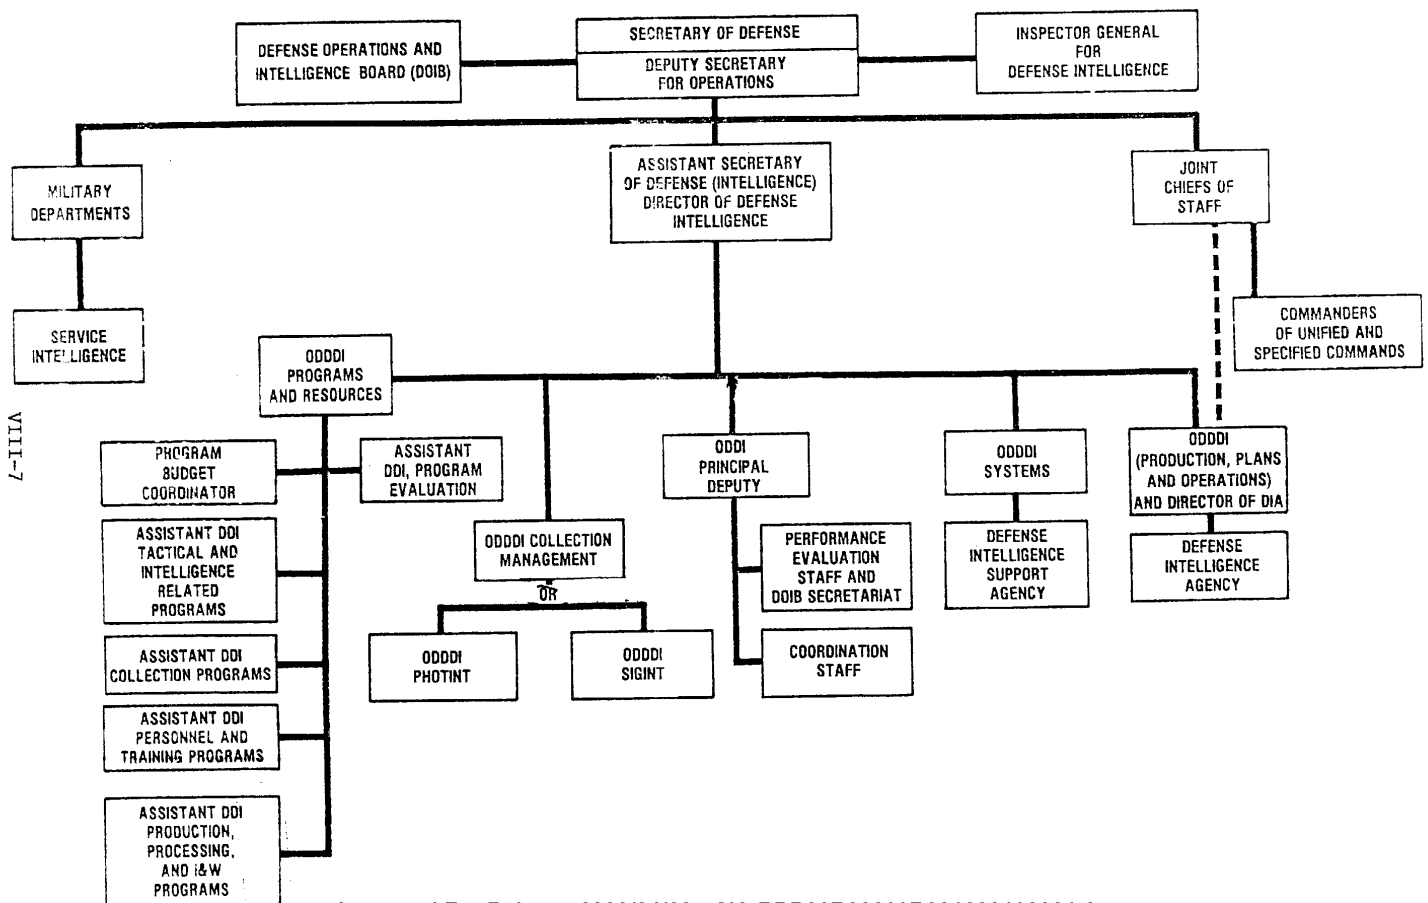 DEFENSE OPERATIONS AND
INTELLIGENCE BOARD (DOIB)
SECRETARY OF DEFENSE
DEPUTY SECRETARY
FOR OPERATIONS
INSPECTOR GENERAL
FOR
DEFENSE INTELLIGENCE
MILITARY
DEPARTMENTS
ASSISTANT SECRETARY
OF DEFENSE (INTELLIGENCE)
DIRECTOR OF DEFENSE
INTELLIGENCE
JOINT
CHIEFS OF
STAFF
SERVICE
INTELLIGENCE
COMMANDERS
OF UNIFIED AND
SPECIFIED COMMANDS
ODDDI
PROGRAMS
AND RESOURCES
PROGRAM
BUDGET
COORDINATOR
ASSISTANT
DDI, PROGRAM
EVALUATION
ASSISTANT DDI
TACTICAL AND
INTELLIGENCE
RELATED
PROGRAMS
ASSISTANT DDI
COLLECTION PROGRAMS
ASSISTANT DDI
PERSONNEL AND
TRAINING PROGRAMS
ASSISTANT DDI
PRODUCTION,
PROCESSING,
AND I&W
PROGRAMS
ODDDI COLLECTION
MANAGEMENT
OR
ODDDI
PHOTINT
ODDDI
SIGINT
ODDI
PRINCIPAL
DEPUTY
PERFORMANCE
EVALUATION
STAFF AND
DOIB SECRETARIAT
COORDINATION
STAFF
ODDDI
SYSTEMS
DEFENSE
INTELLIGENCE
SUPPORT
AGENCY
ODDDI
(PRODUCTION, PLANS
AND OPERATIONS)
AND DIRECTOR OF DIA
DEFENSE
INTELLIGENCE
AGENCY
VIII-7